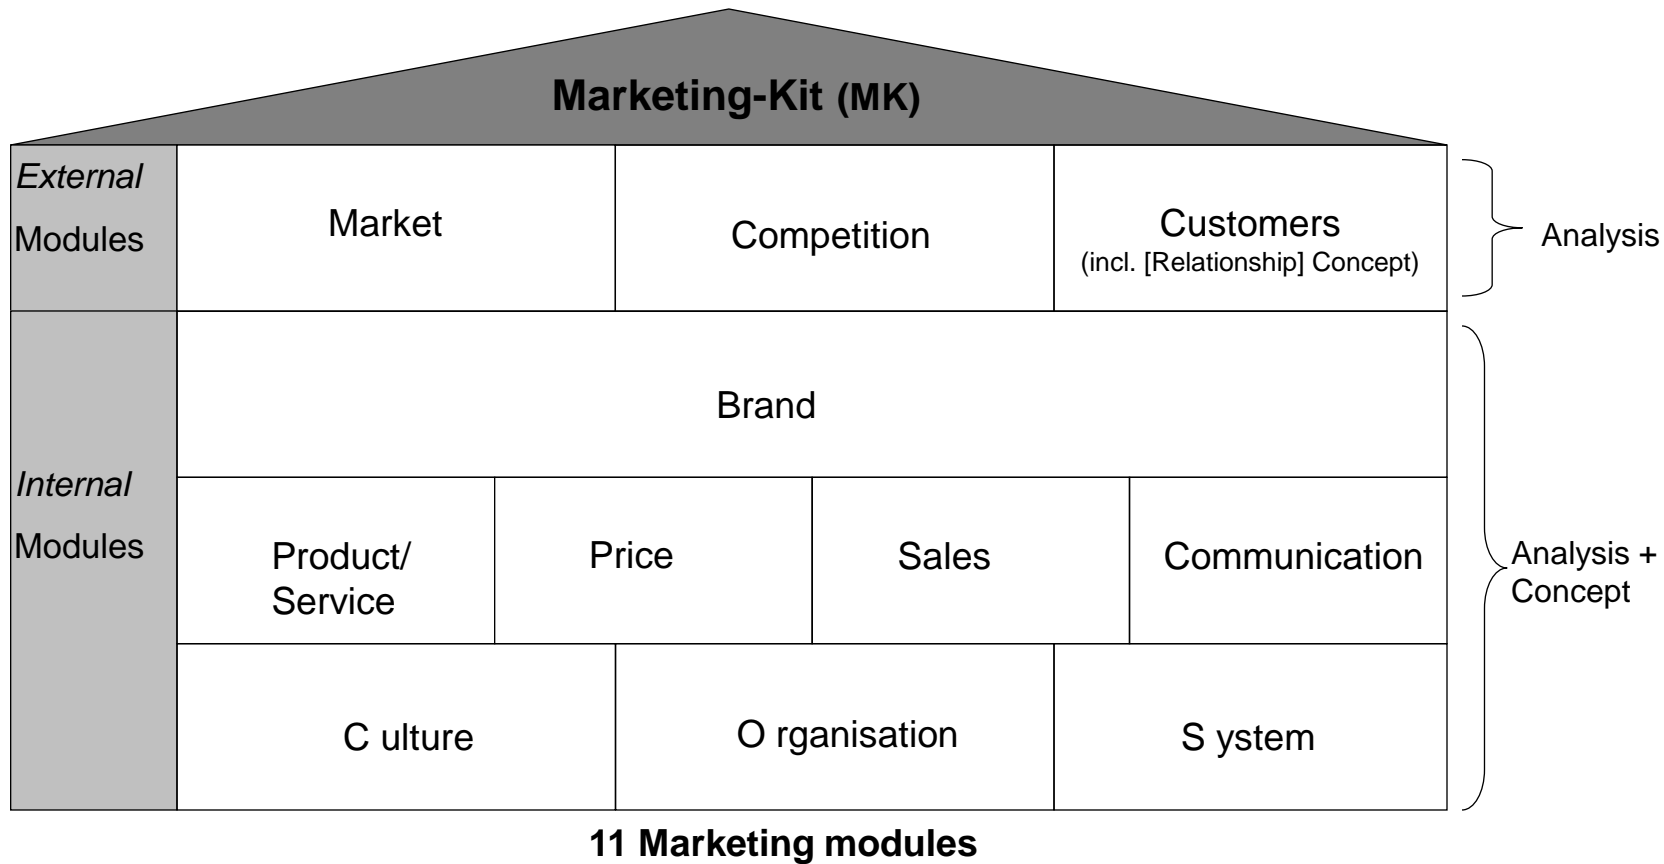 Marketing-Kit (MK)
External
Modules
Market
Competition
Customers
(incl. [Relationship] Concept)
Analysis
Brand
Internal
Modules
Product/
Service
Price
Sales
Communication
Analysis +
Concept
C ulture
O rganisation
S ystem
11 Marketing modules